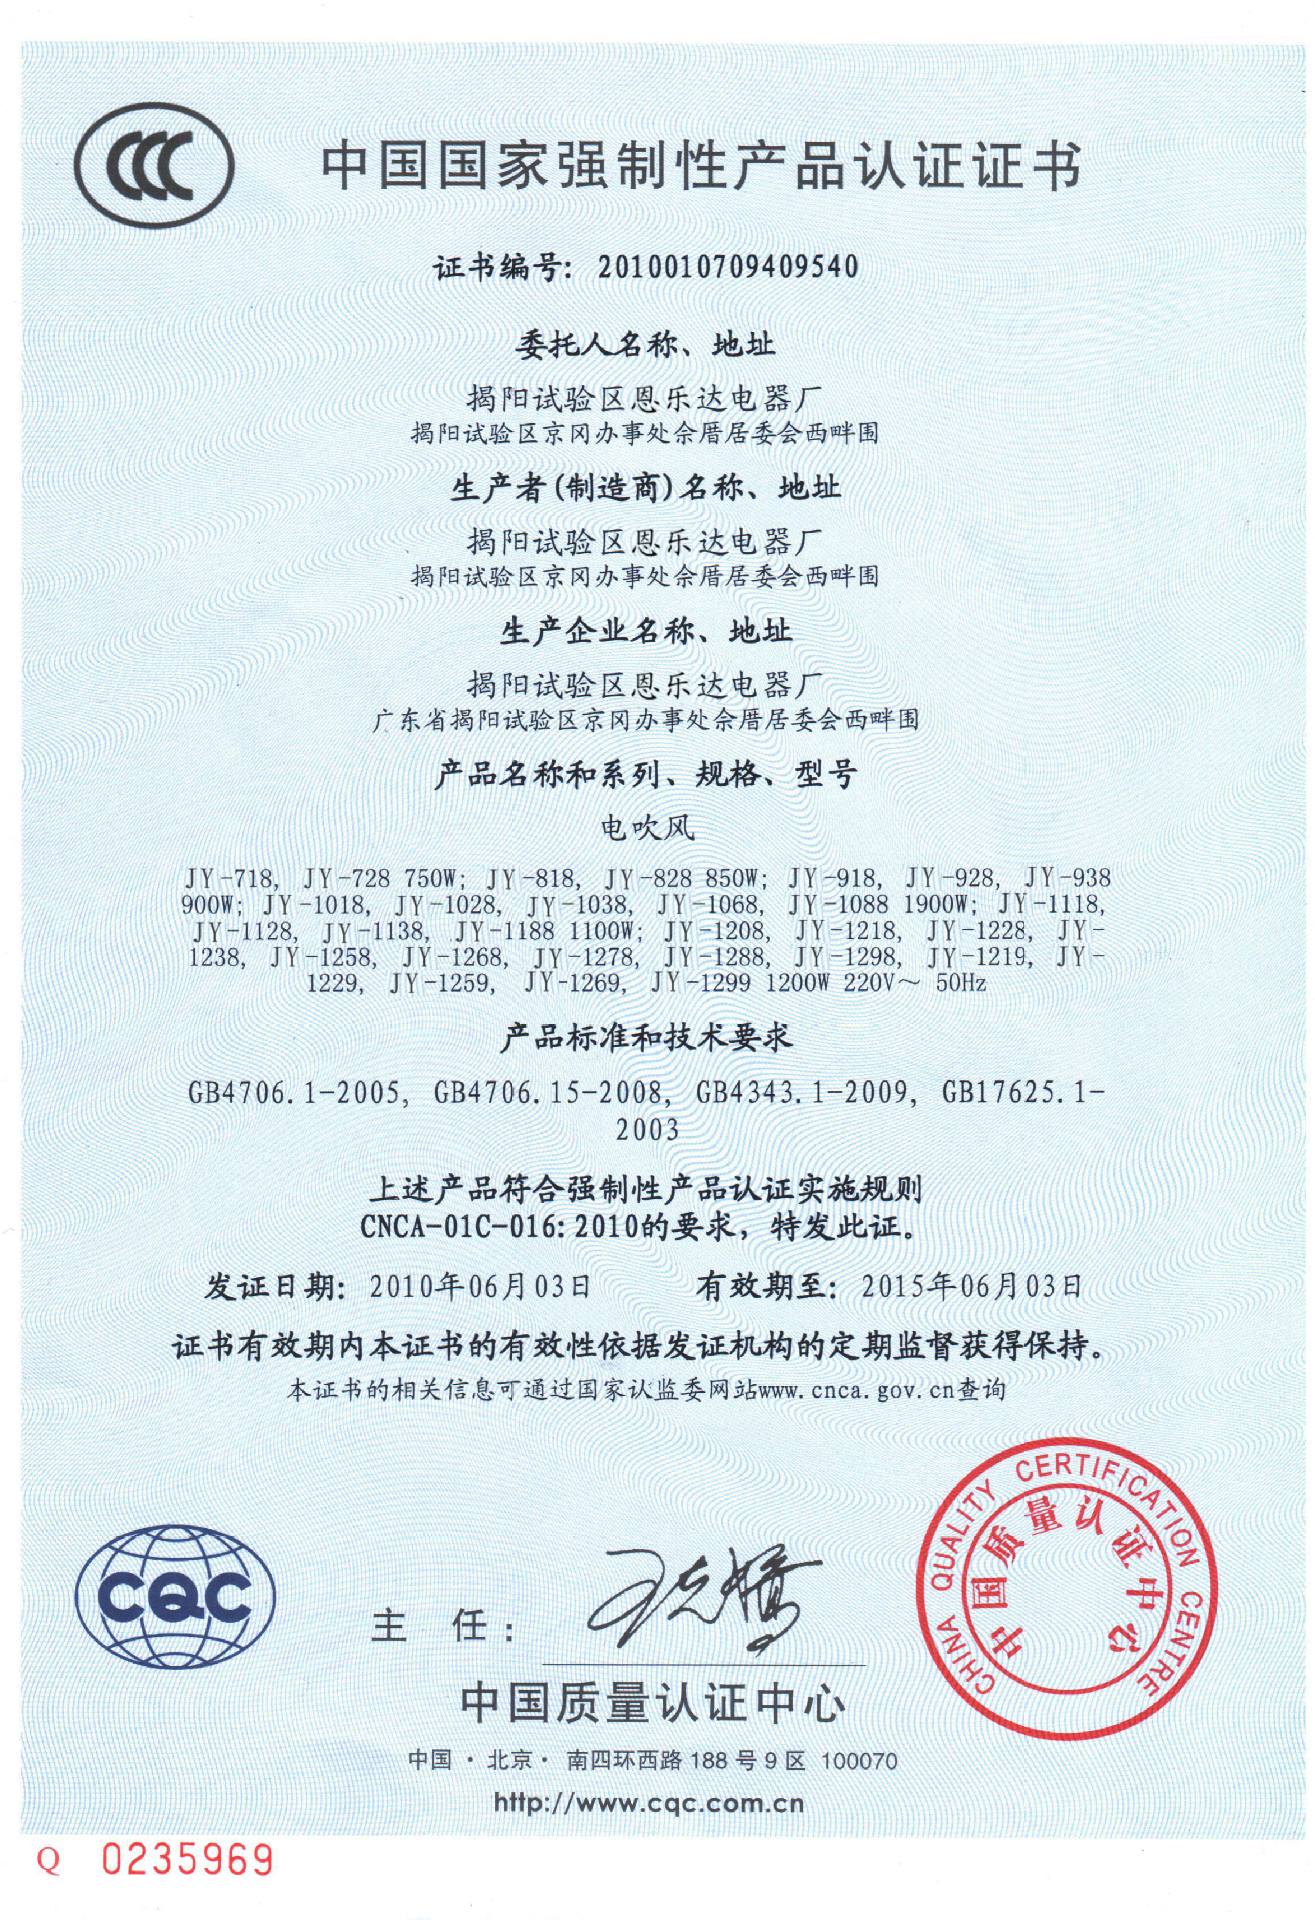 CCC
中国国家强制性产品认证证书
证书编号: 2010010709409540
委托人名称、地址
揭阳试验区恩乐达电器厂
揭阳试验区京冈办事处佘厝居委会西畔围
生产者(制造商)名称、地址
揭阳试验区恩乐达电器厂
揭阳试验区京冈办事处佘厝居委会西畔围
生产企业名称、地址
揭阳试验区恩乐达电器厂
广东省揭阳试验区京冈办事处佘厝居委会西畔围
产品名称和系列、规格、型号
电吹风
JY-718, JY-728 750W; JY-818, JY-828 850W; JY-918, JY-928, JY-938
900W; JY-1018, JY-1028, JY-1038, JY-1068, JY-1088 1900W; JY-1118,
JY-1128, JY-1138, JY-1188 1100W; JY-1208, JY-1218, JY-1228, JY-
1238, JY-1258, JY-1268, JY-1278, JY-1288, JY-1298, JY-1219, JY-
1229, JY-1259, JY-1269, JY-1299 1200W 220V～ 50Hz
产品标准和技术要求
GB4706.1-2005, GB4706.15-2008, GB4343.1-2009, GB17625.1-
2003
上述产品符合强制性产品认证实施规则
CNCA-01C-016:2010的要求，特发此证。
发证日期: 2010年06月03日 有效期至: 2015年06月03日
证书有效期内本证书的有效性依据发证机构的定期监督获得保持。
本证书的相关信息可通过国家认监委网站www.cnca.gov.cn查询
CQC
主 任:
CHINA QUALITY CERTIFICATION CENTRE
中国质量认证中心
中国质量认证中心
中国·北京· 南四环西路188号9区 100070
http://www.cqc.com.cn
Q 0235969